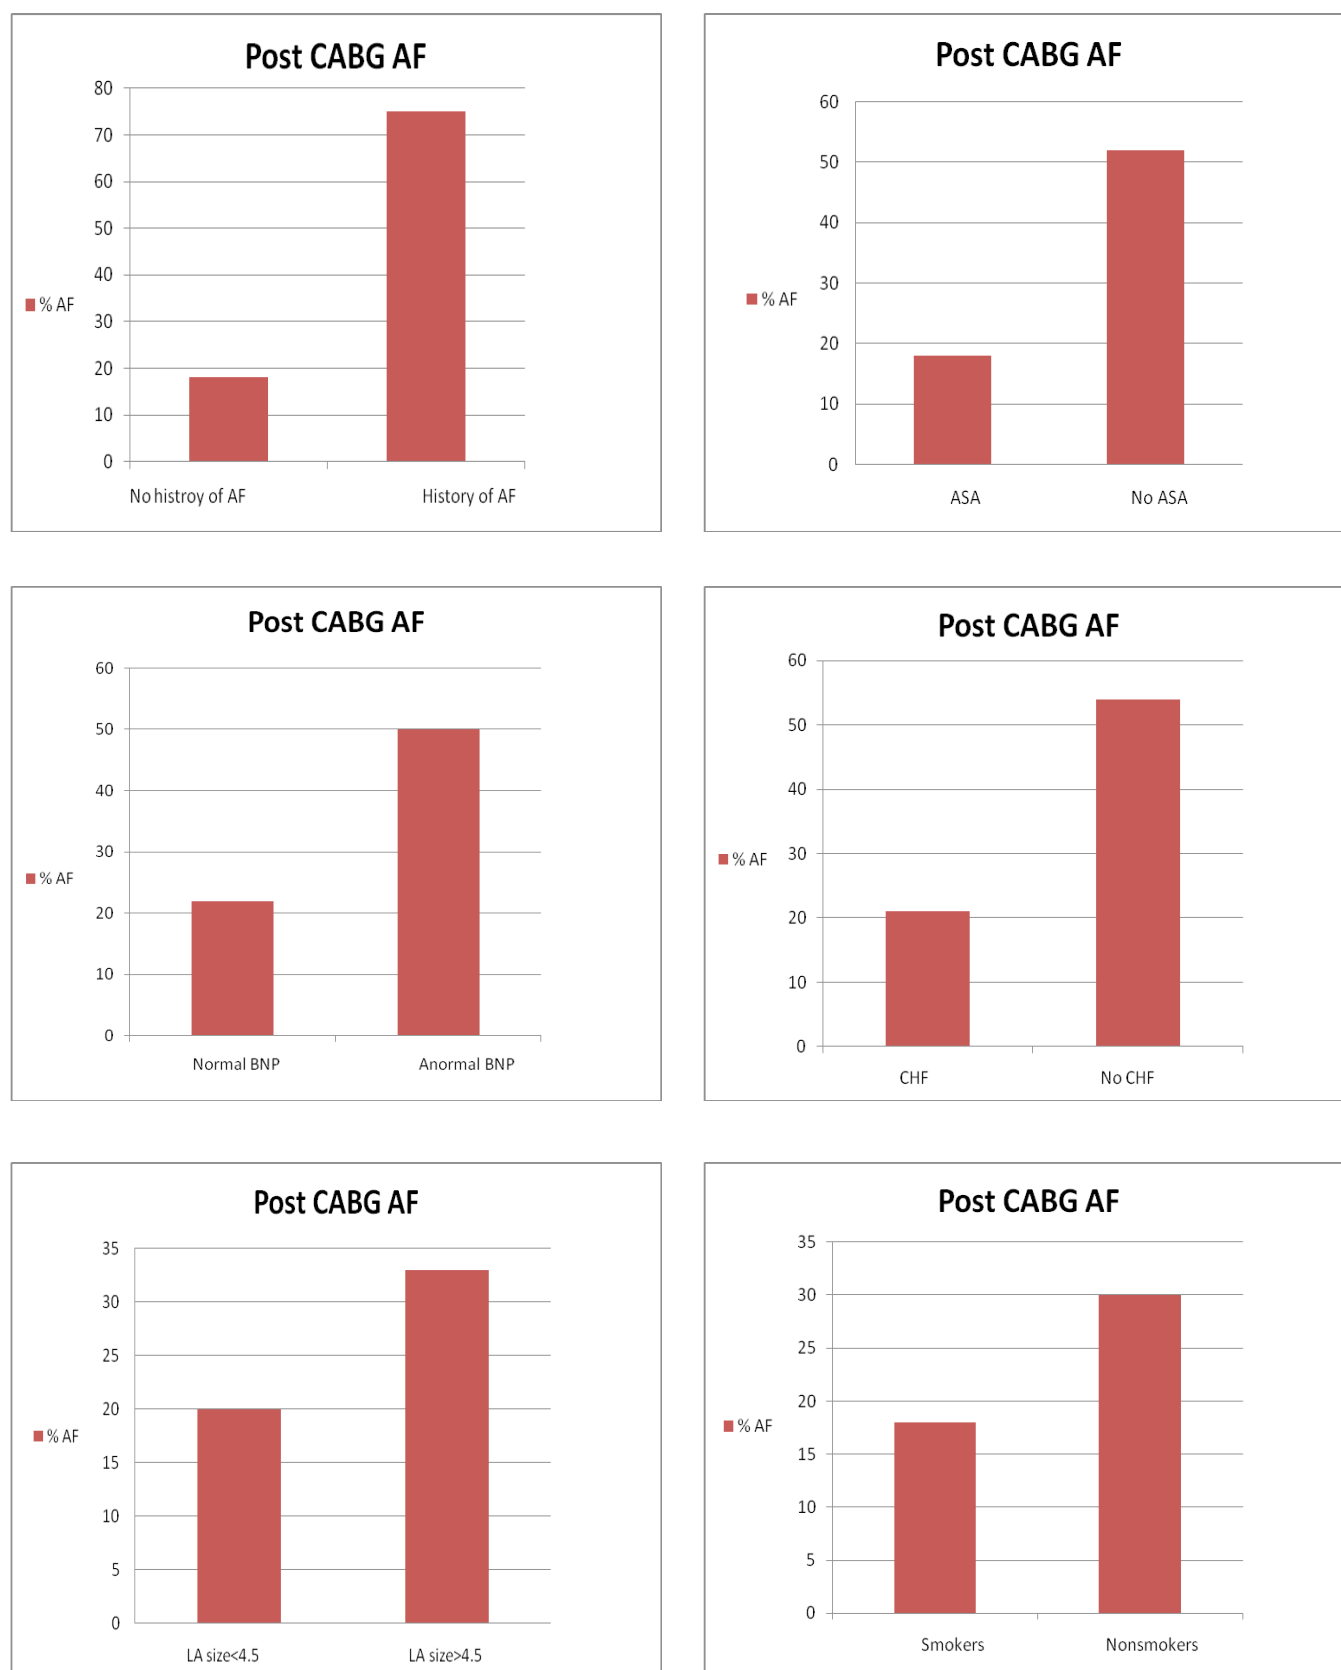 Post CABG AF
80
70
60
50
40
30
20
10
0
% AF
No histroy of AF
History of AF
Post CABG AF
60
50
40
30
20
10
0
% AF
ASA
No ASA
Post CABG AF
60
50
40
30
20
10
0
% AF
Normal BNP
Anormal BNP
Post CABG AF
60
50
40
30
20
10
0
% AF
CHF
No CHF
Post CABG AF
35
30
25
20
15
10
5
0
% AF
LA size<4.5
LA size>4.5
Post CABG AF
35
30
25
20
15
10
5
0
% AF
Smokers
Nonsmokers